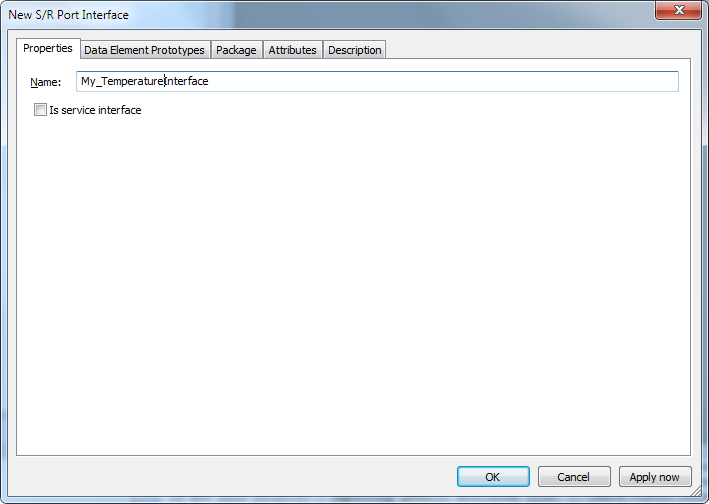 New S/R Port Interface
Properties Data Element Prototypes Package Attributes Description
Name: My_TemperatureInterface
Is service interface
OK Cancel Apply now